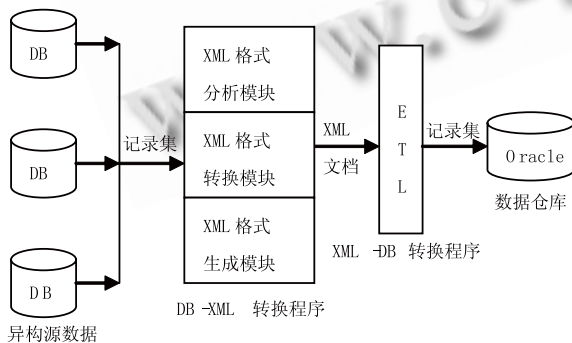 DB
DB
DB
异构源数据
记录集
XML 格式
分析模块
XML 格式
转换模块
XML 格式
生成模块
DB -XML 转换程序
XML
文档
E
T
L
XML -DB 转换程序
记录集
Oracle
数据仓库